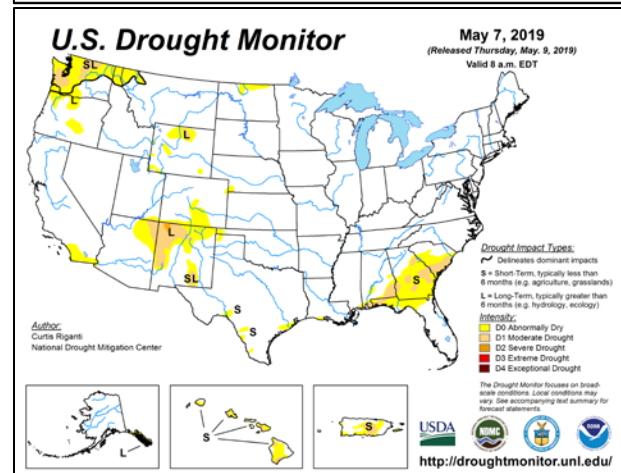 U.S. Drought Monitor
May 7, 2019
(Released Thursday, May. 9, 2019)
Valid 8 a.m. EDT
SL
L
L
L
SL
S
S
S
Drought Impact Types:
Delineates dominant impacts
S = Short-Term, typically less than
6 months (e.g. agriculture, grasslands)
L = Long-Term, typically greater than
6 months (e.g. hydrology, ecology)
Intensity:
D0 Abnormally Dry
D1 Moderate Drought
D2 Severe Drought
D3 Extreme Drought
D4 Exceptional Drought
Author:
Curtis Riganti
National Drought Mitigation Center
The Drought Monitor focuses on broad-
scale conditions. Local conditions may
vary. See accompanying text summary for
forecast statements.
L
S
S
USDA
NDMC
NOAA
http://droughtmonitor.unl.edu/